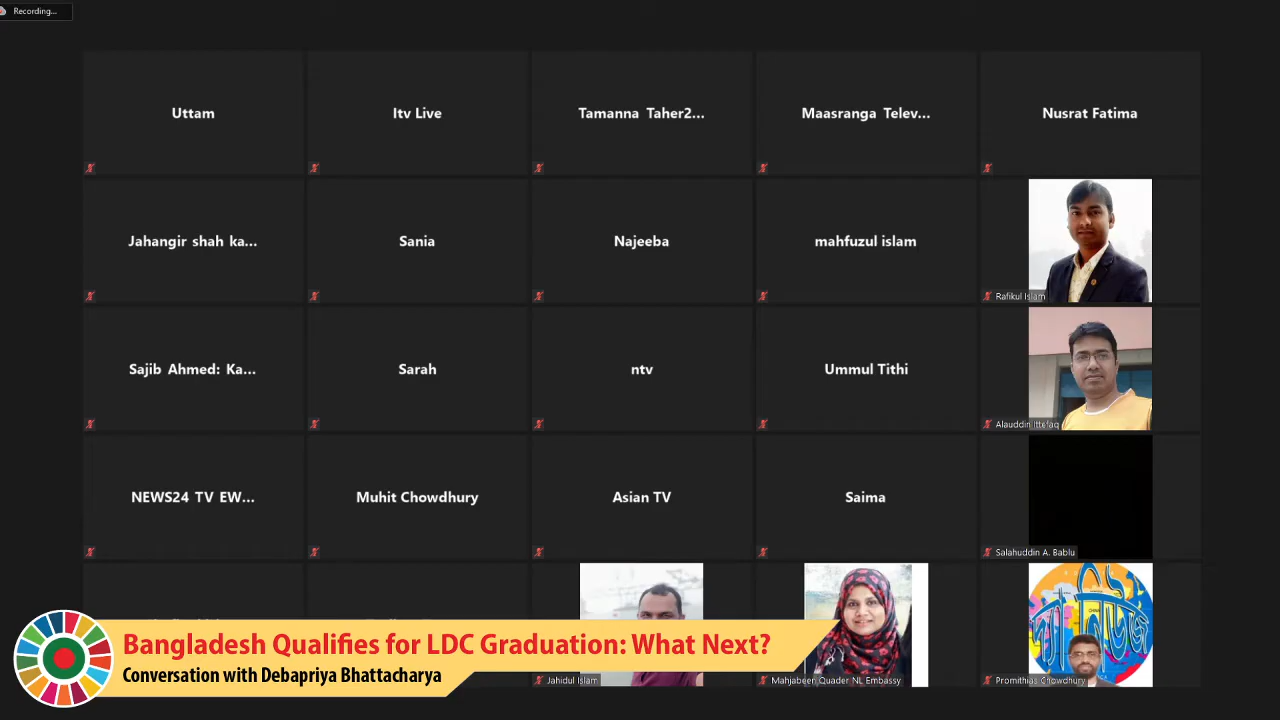 Recording...
Uttam
Itv Live
Tamanna Taher2...
Maasranga Telev...
Nusrat Fatima
Jahangir shah ka...
Sania
Najeeba
mahfuzul islam
Rafikul Islam
Sajib Ahmed: Ka...
Sarah
ntv
Ummul Tithi
Alauddin Ittefaq
NEWS24 TV EW...
Muhit Chowdhury
Asian TV
Saima
Salahuddin A. Bablu
Bangladesh Qualifies for LDC Graduation: What Next?
Conversation with Debapriya Bhattacharya
Jahidul Islam
Mahjabeen Quader NL Embassy
Promithias Chowdhury